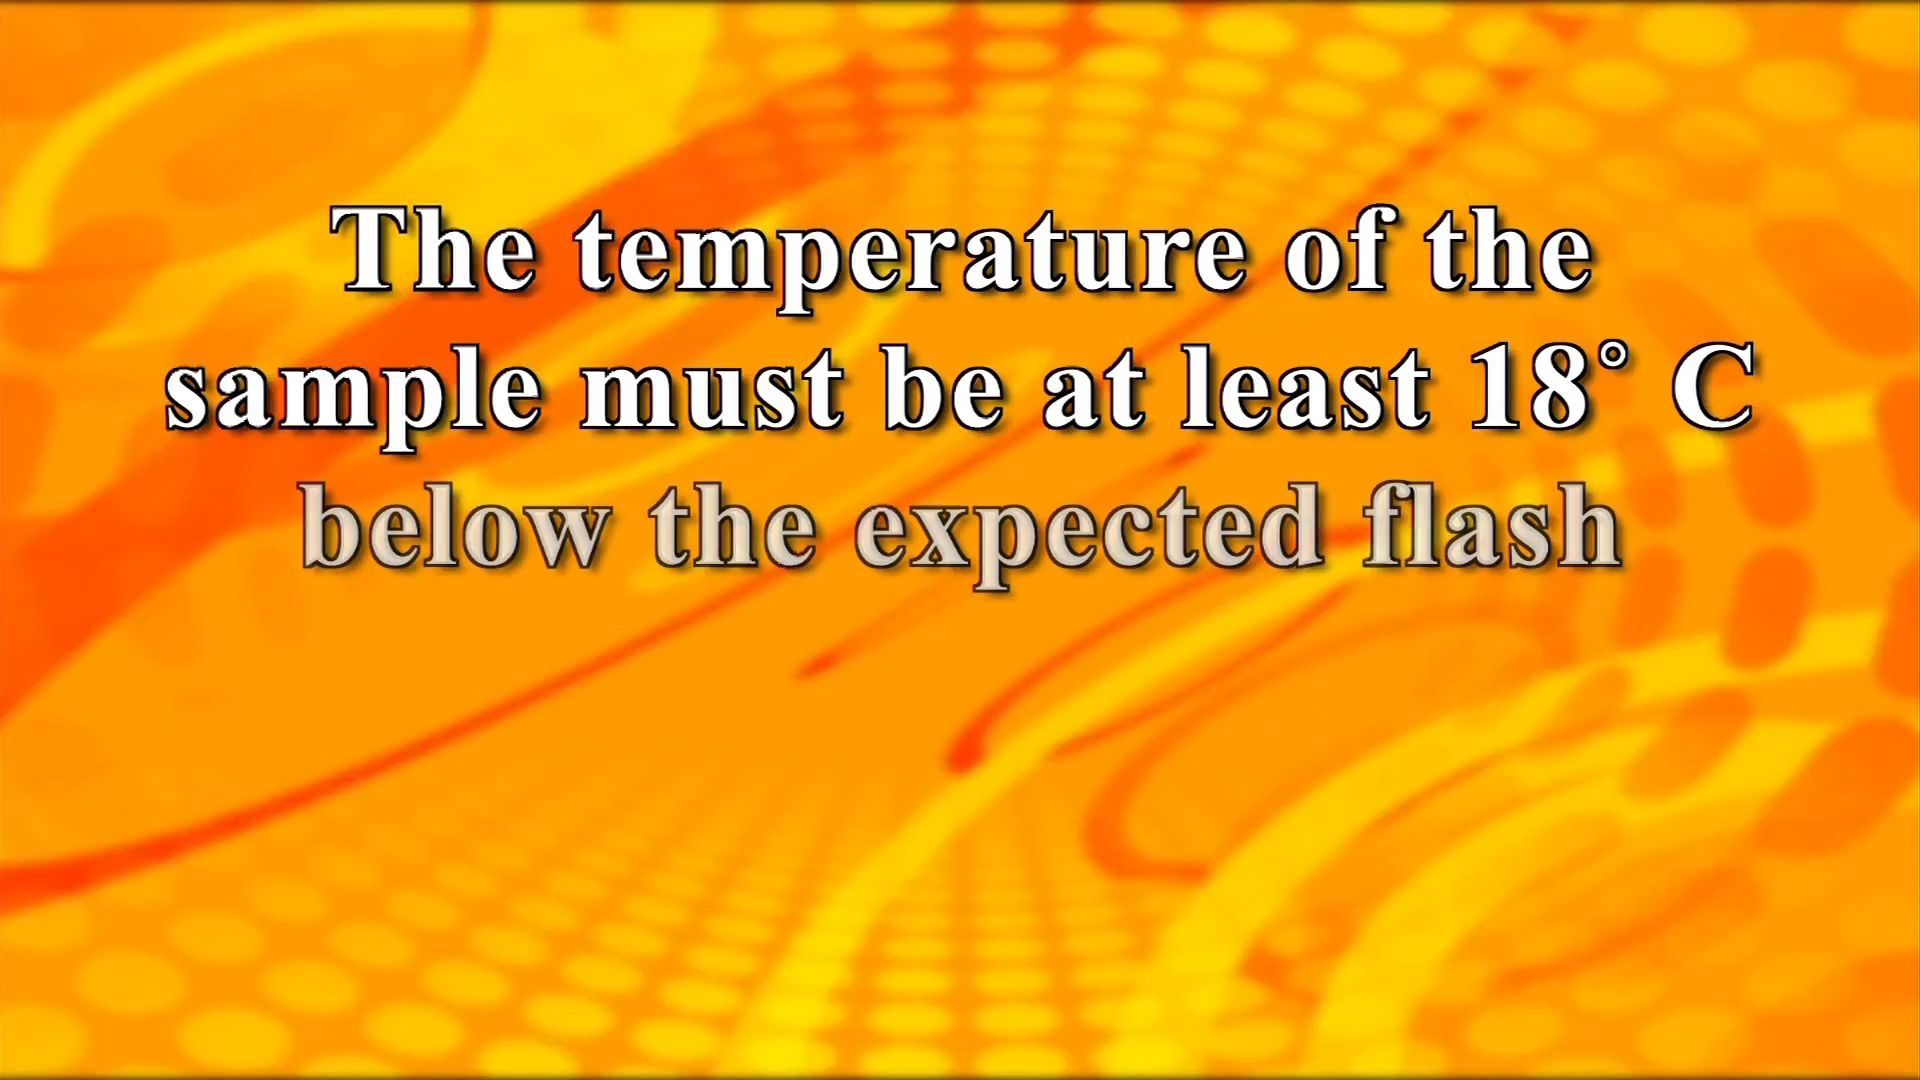 The temperature of the
sample must be at least 18° C
below the expected flash